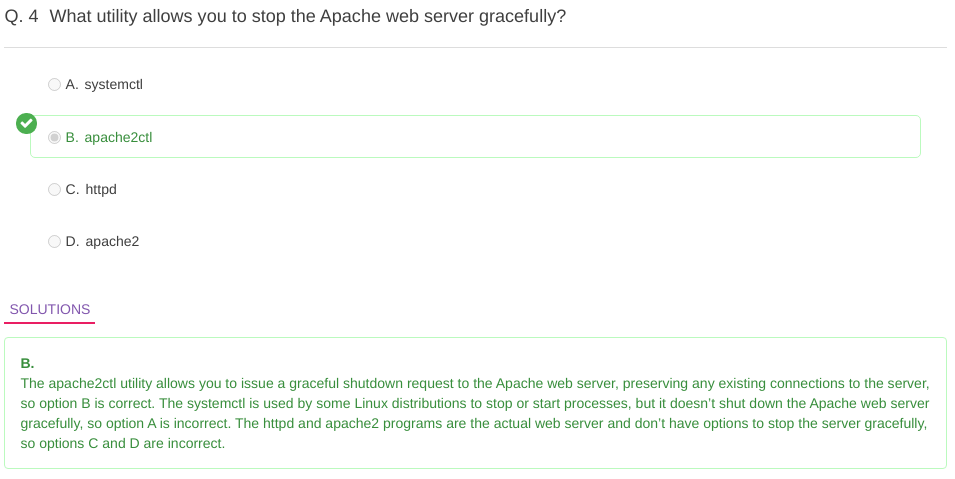 Q. 4 What utility allows you to stop the Apache web server gracefully?
A. systemctl
B. apache2ctl
C. httpd
D. apache2
SOLUTIONS
B.
The apache2ctl utility allows you to issue a graceful shutdown request to the Apache web server, preserving any existing connections to the server,
so option B is correct. The systemctl is used by some Linux distributions to stop or start processes, but it doesn’t shut down the Apache web server
gracefully, so option A is incorrect. The httpd and apache2 programs are the actual web server and don’t have options to stop the server gracefully,
so options C and D are incorrect.